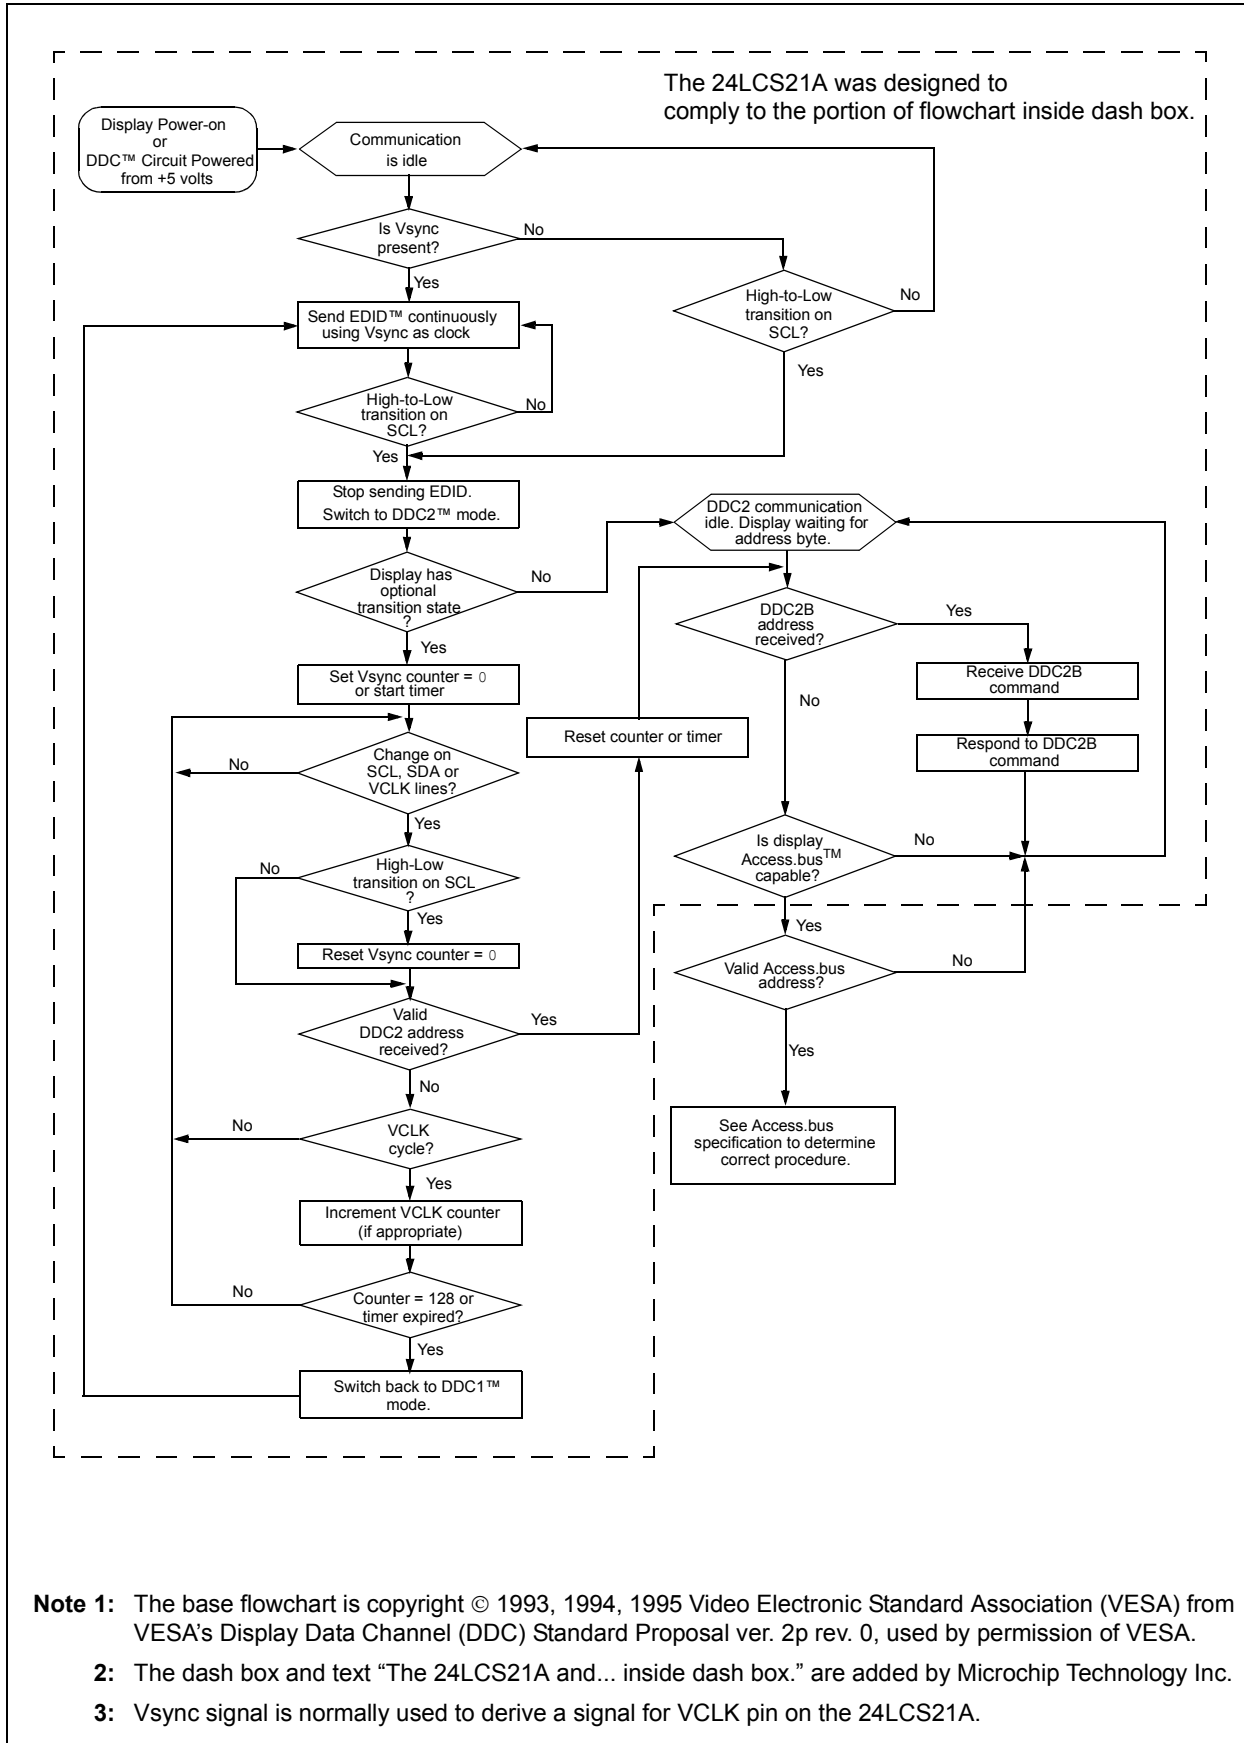 The 24LCS21A was designed to
comply to the portion of flowchart inside dash box.
Display Power-on
or
DDC™ Circuit Powered
from +5 volts
Communication
is idle
Is Vsync
present?
No
Yes
High-to-Low
transition on
SCL?
No
Yes
Send EDID™ continuously
using Vsync as clock
High-to-Low
transition on
SCL?
No
Yes
Stop sending EDID.
Switch to DDC2™ mode.
Display has
optional
transition state
?
No
Yes
Set Vsync counter = 0
or start timer
Change on
SCL, SDA or
VCLK lines?
No
Yes
High-Low
transition on SCL
?
No
Yes
Reset Vsync counter = 0
Valid
DDC2 address
received?
Yes
No
VCLK
cycle?
No
Yes
Increment VCLK counter
(if appropriate)
Counter = 128 or
timer expired?
No
Yes
Switch back to DDC1™
mode.
Reset counter or timer
DDC2 communication
idle. Display waiting for
address byte.
DDC2B
address
received?
Yes
No
Receive DDC2B
command
Respond to DDC2B
command
Is display
Access.bus™
capable?
No
Yes
Valid Access.bus
address?
No
Yes
See Access.bus
specification to determine
correct procedure.
Note 1: The base flowchart is copyright © 1993, 1994, 1995 Video Electronic Standard Association (VESA) from
VESA's Display Data Channel (DDC) Standard Proposal ver. 2p rev. 0, used by permission of VESA.
2: The dash box and text “The 24LCS21A and... inside dash box.” are added by Microchip Technology Inc.
3: Vsync signal is normally used to derive a signal for VCLK pin on the 24LCS21A.